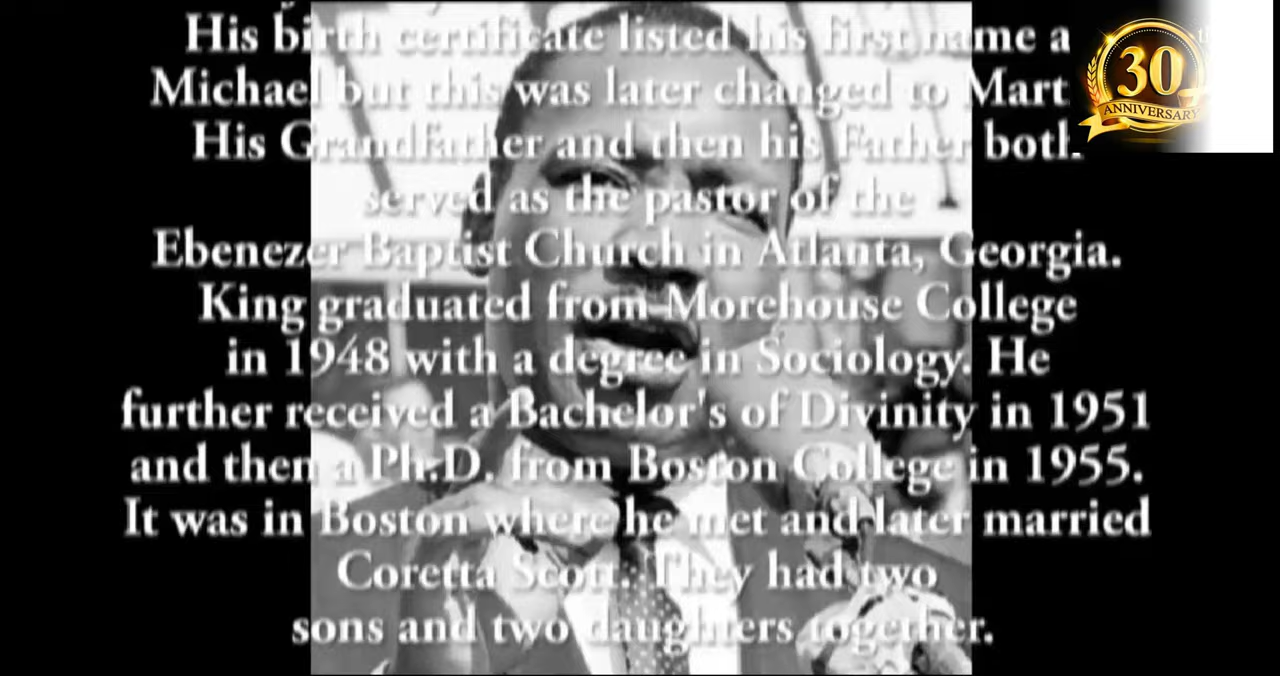 His birth certificate listed his first name a
Michael but this was later changed to Mart
His Grandfather and then his Father both
served as the pastor of the
Ebenezer Baptist Church in Atlanta, Georgia.
King graduated from Morehouse College
in 1948 with a degree in Sociology. He
further received a Bachelor's of Divinity in 1951
and then a Ph.D. from Boston College in 1955.
It was in Boston where he met and later married
Coretta Scott. They had two
sons and two daughters together.
30th
ANNIVERSARY